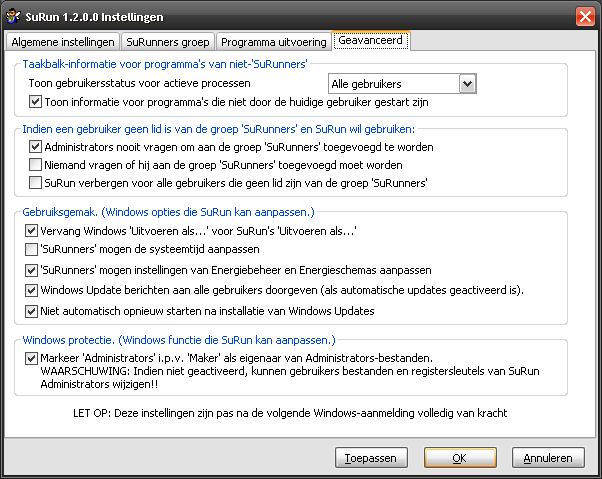 SuRun 1.2.0.0 Instellingen
Algemene instellingen
SuRunners groep
Programma uitvoering
Geavanceerd
Taakbalk-informatie voor programma's van niet-'SuRunners'
Toon gebruikersstatus voor actieve processen
Alle gebruikers
Toon informatie voor programma's die niet door de huidige gebruiker gestart zijn
Indien een gebruiker geen lid is van de groep 'SuRunners' en SuRun wil gebruiken:
Administrators nooit vragen om aan de groep 'SuRunners' toegevoegd te worden
Niemand vragen of hij aan de groep 'SuRunners' toegevoegd moet worden
SuRun verbergen voor alle gebruikers die geen lid zijn van de groep 'SuRunners'
Gebruiksgemak. (Windows opties die SuRun kan aanpassen.)
Vervang Windows 'Uitvoeren als...' voor SuRun's 'Uitvoeren als...'
'SuRunners' mogen de systeemtijd aanpassen
'SuRunners' mogen instellingen van Energiebeheer en Energieschemas aanpassen
Windows Update berichten aan alle gebruikers doorgeven (als automatische updates geactiveerd is).
Niet automatisch opnieuw starten na installatie van Windows Updates
Windows protectie. (Windows functie die SuRun kan aanpassen.)
Markeer 'Administrators' i.p.v. 'Maker' als eigenaar van Administrators-bestanden.
WAARSCHUWING: Indien niet geactiveerd, kunnen gebruikers bestanden en registersleutels van SuRun
Administrators wijzigen!!
LET OP: Deze instellingen zijn pas na de volgende Windows-aanmelding volledig van kracht
Toepassen
OK
Annuleren